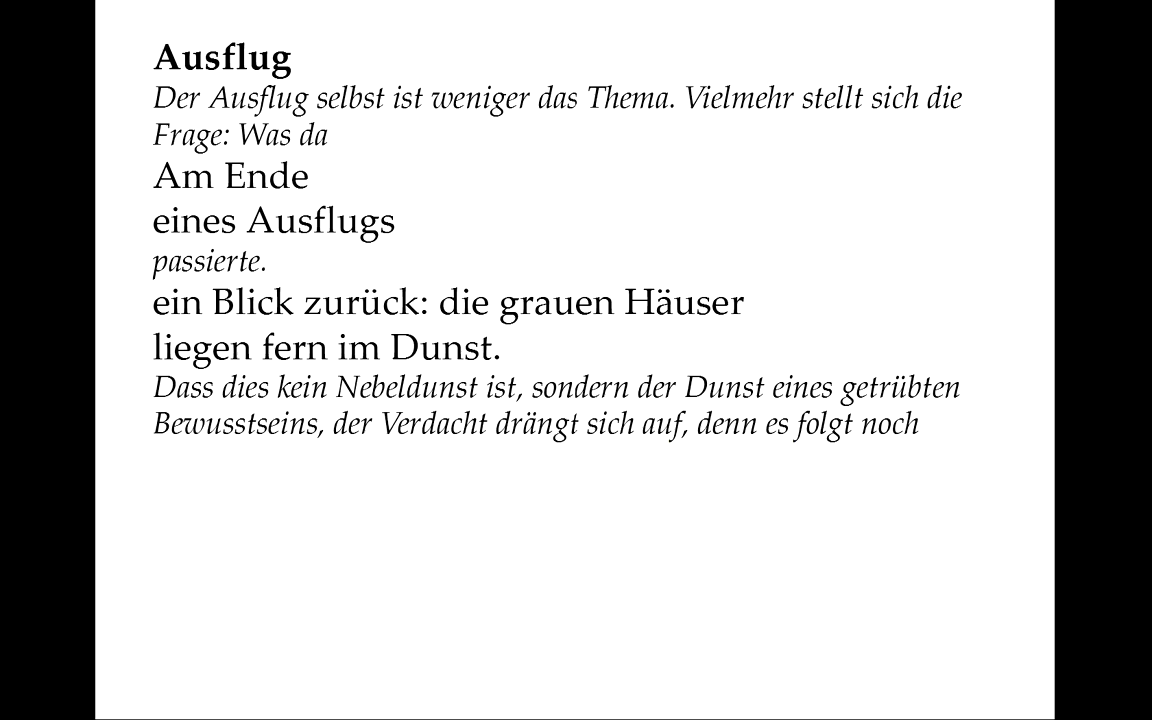 Ausflug
Der Ausflug selbst ist weniger das Thema. Vielmehr stellt sich die
Frage: Was da
Am Ende
eines Ausflugs
passierte.
ein Blick zurück: die grauen Häuser
liegen fern im Dunst.
Dass dies kein Nebeldunst ist, sondern der Dunst eines getrübten
Bewusstseins, der Verdacht drängt sich auf, denn es folgt noch